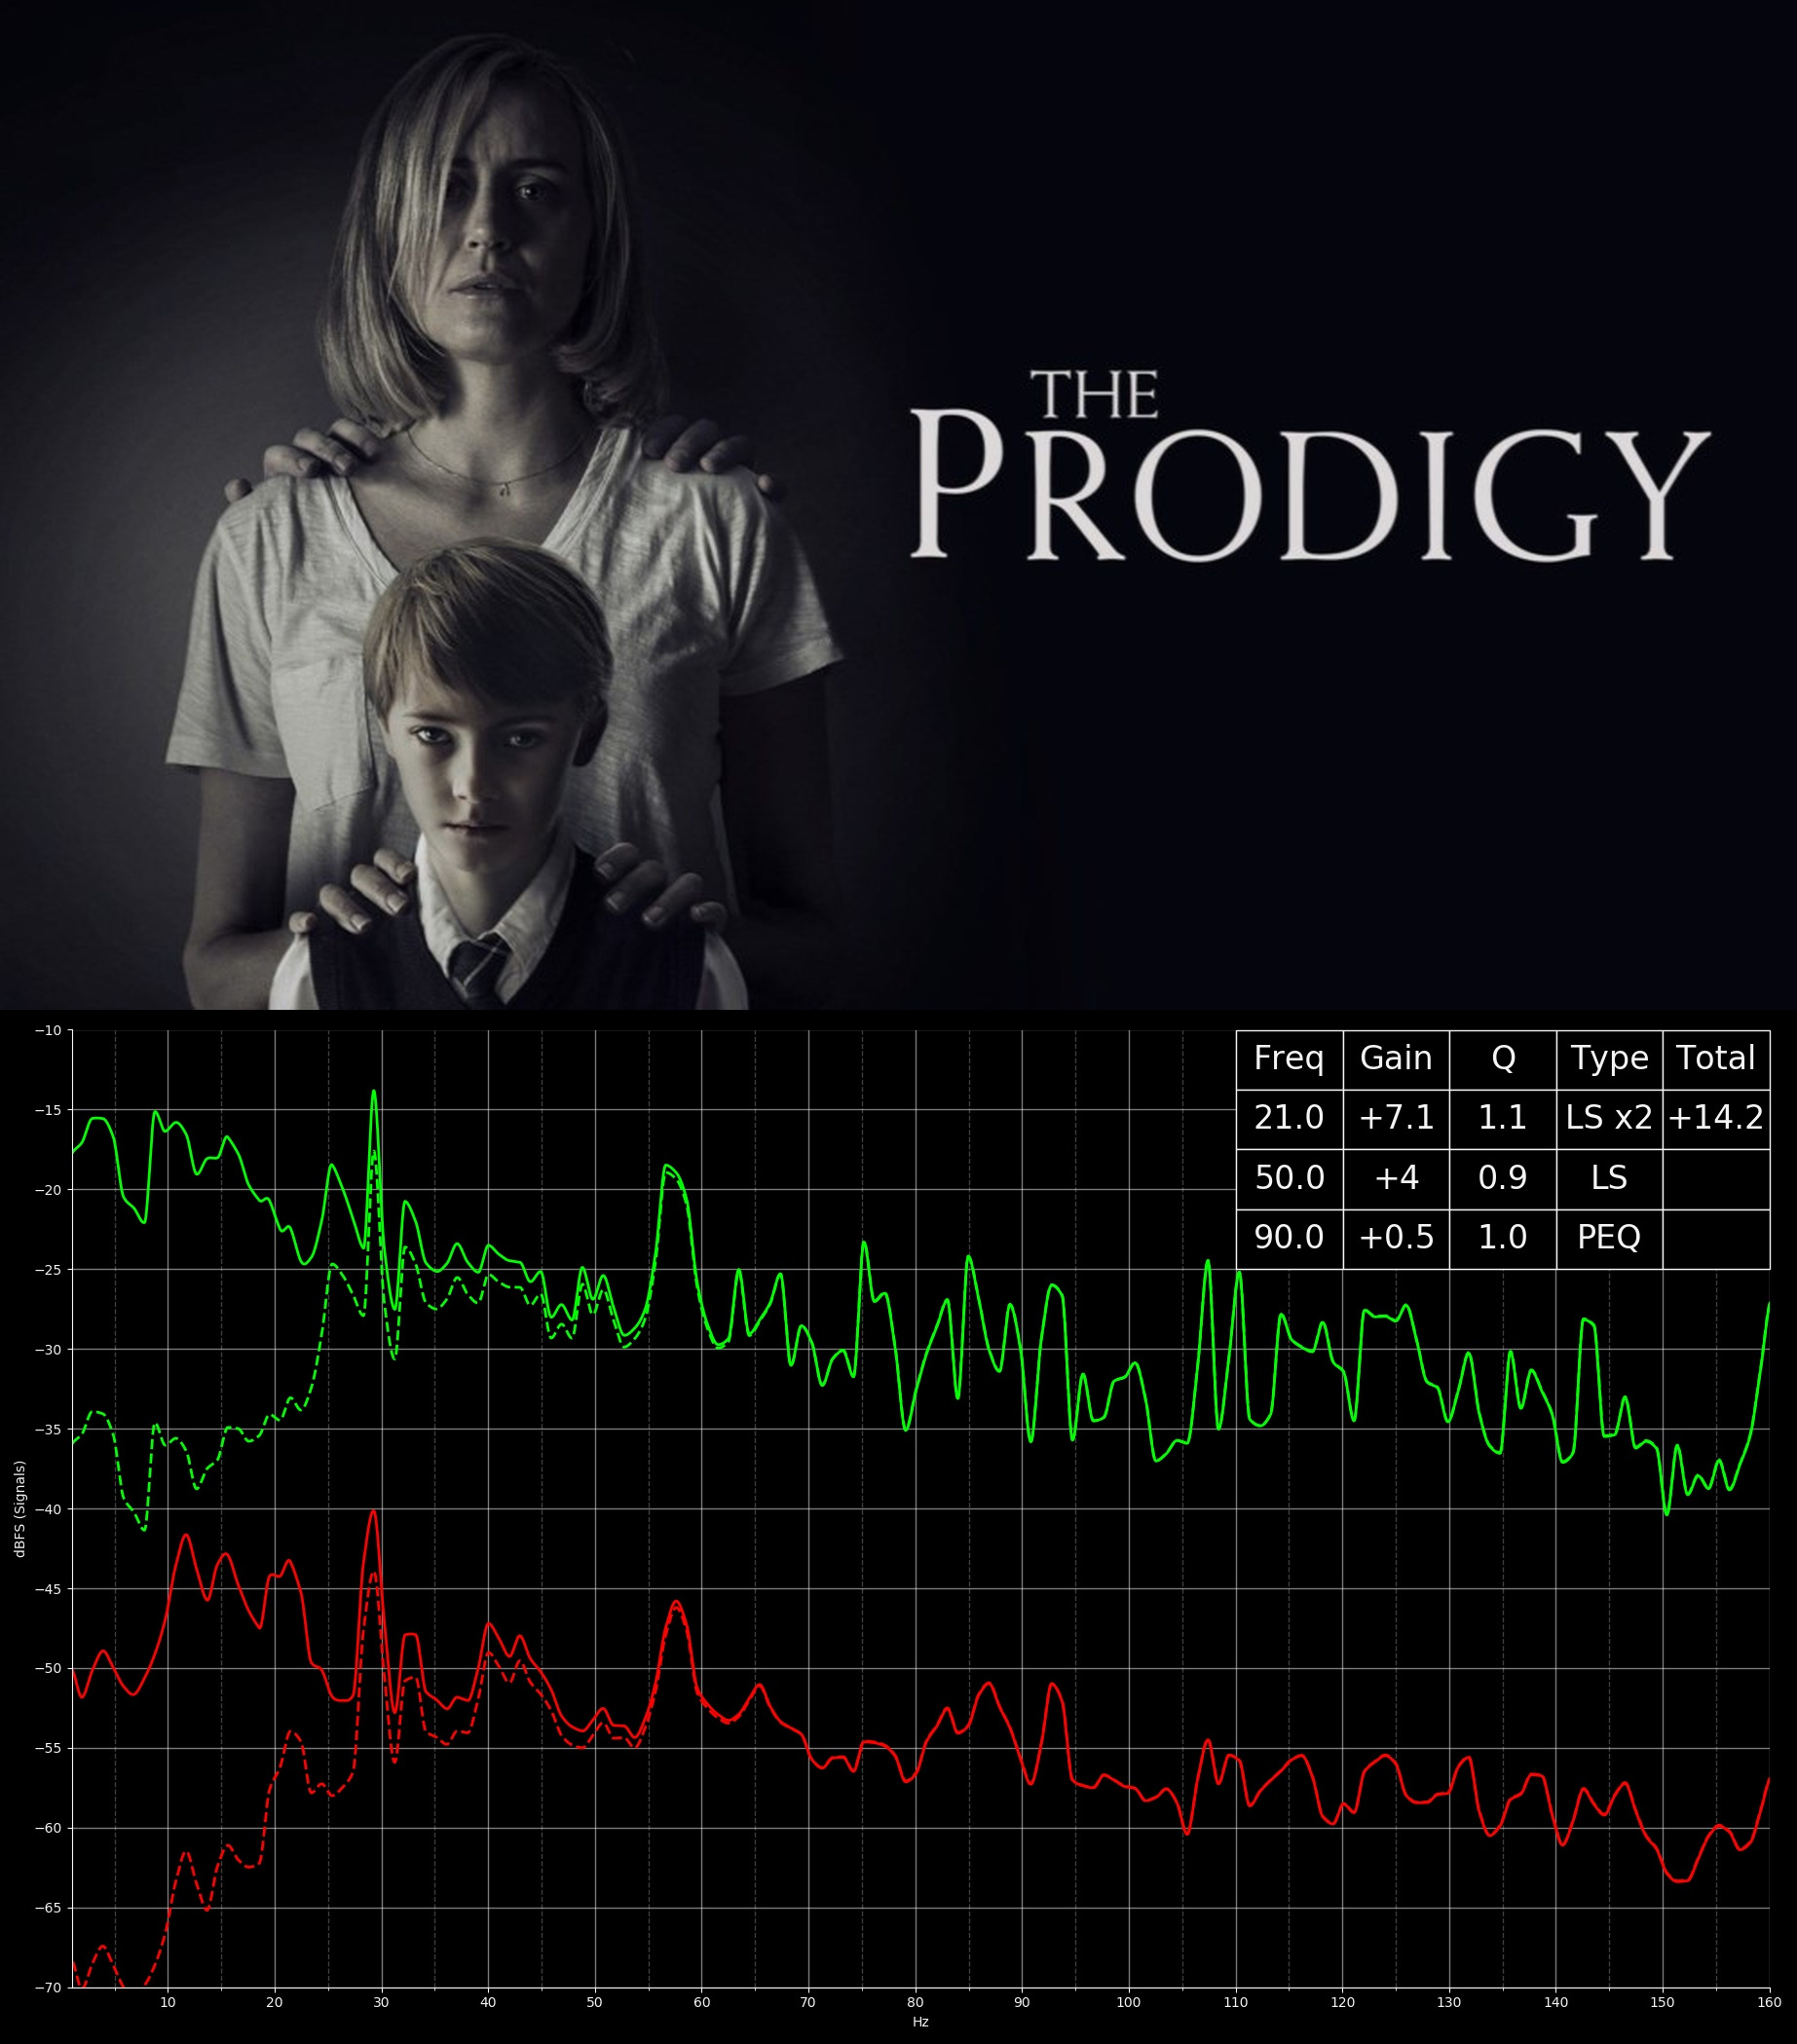 THE
PRODIGY
Freq Gain Q Type Total
21.0 +7.1 1.1 LS x2 +14.2
50.0 +4 0.9 LS
90.0 +0.5 1.0 PEQ
−10
−15
−20
−25
−30
−35
−40
−45
−50
−55
−60
−65
−70
dBFS (Signals)
10 20 30 40 50 60 70 80 90 100 110 120 130 140 150 160
Hz